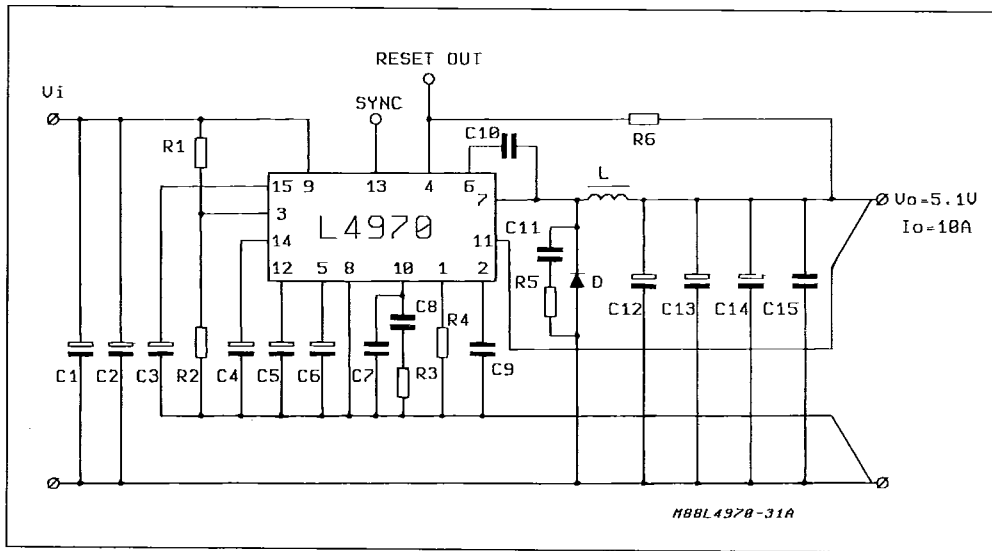 RESET OUT
Vi
SYNC
C10
R6
R1
L
15 9 13 4 6
7
Vo=5.1V
3
L4970
C11
Io=10A
14
11
12 5 8 10 1 2
R5
D
C8
R4
C12 C13 C14 C15
C1 C2 C3 R2 C4 C5 C6 C7 R3 C9
M88L4970-31A